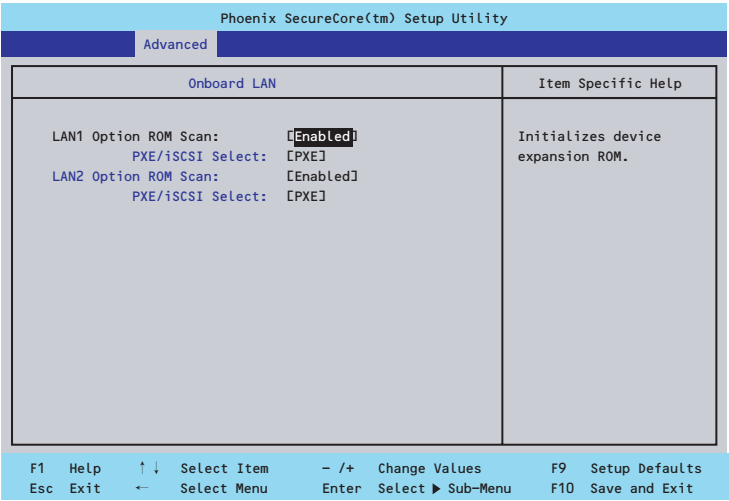 Phoenix SecureCore(tm) Setup Utility
Advanced
Onboard LAN
Item Specific Help
LAN1 Option ROM Scan: [Enabled]
PXE/iSCSI Select: [PXE]
LAN2 Option ROM Scan: [Enabled]
PXE/iSCSI Select: [PXE]
Initializes device
expansion ROM.
F1 Help ↑↓ Select Item - /+ Change Values F9 Setup Defaults
Esc Exit ← Select Menu Enter Select ▶ Sub-Menu F10 Save and Exit